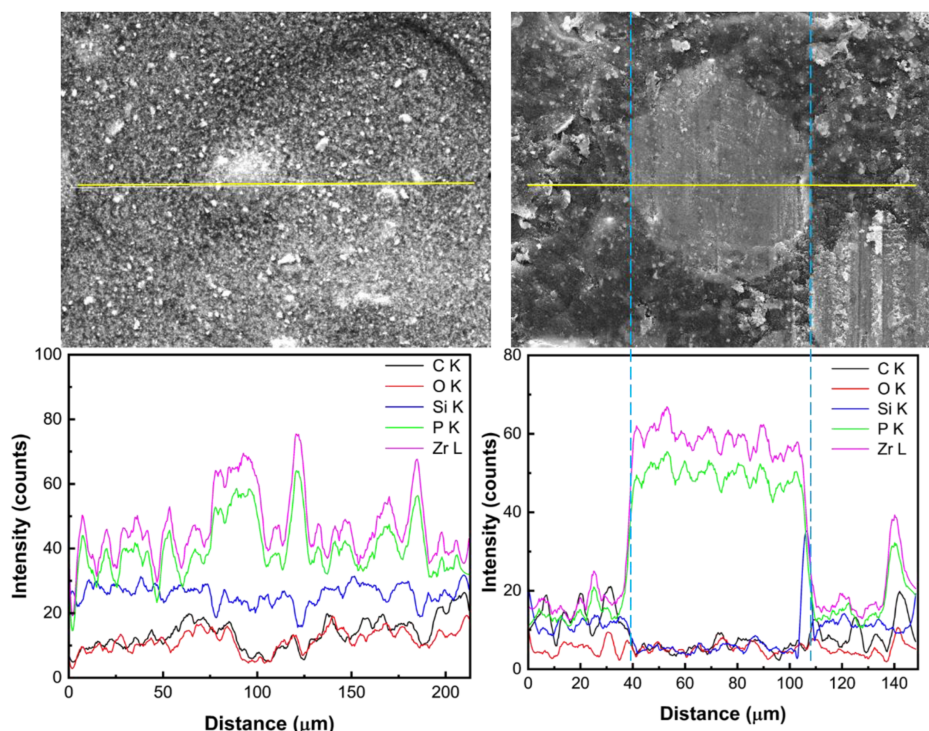 100
80
60
40
20
0
Intensity (counts)
C K
O K
Si K
P K
Zr L
0
50
100
150
200
Distance (μm)
80
60
40
20
0
Intensity (counts)
C K
O K
Si K
P K
Zr L
0
20
40
60
80
100
120
140
Distance (μm)